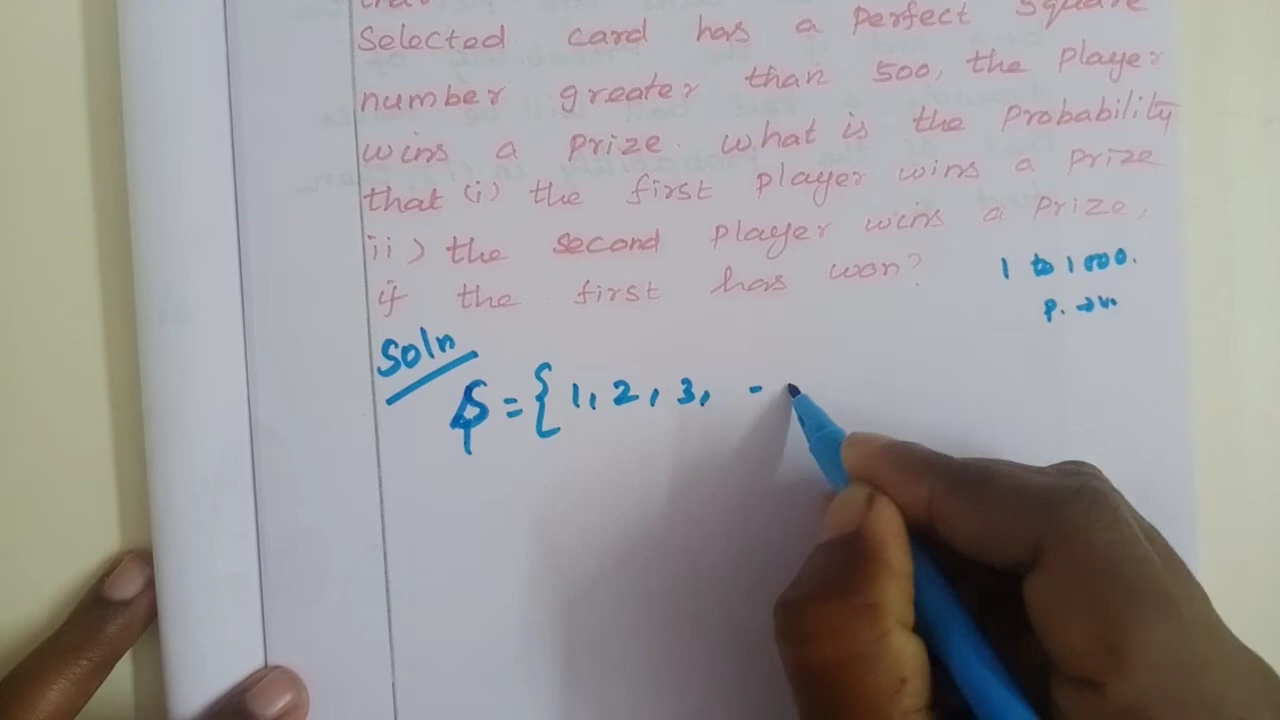 that
Selected card has a perfect square
number greater than 500, the player
wins a prize. what is the probability
that (i) the first player wins a prize
ii) the second player wins a prize,
if the first has won?
1 to 1000.
Soln
S = { 1, 2, 3, -